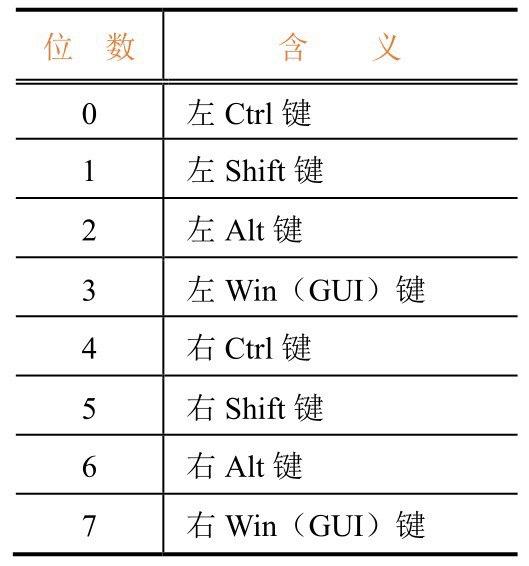 位 数 含 义
0 左 Ctrl 键
1 左 Shift 键
2 左 Alt 键
3 左 Win（GUI）键
4 右 Ctrl 键
5 右 Shift 键
6 右 Alt 键
7 右 Win（GUI）键